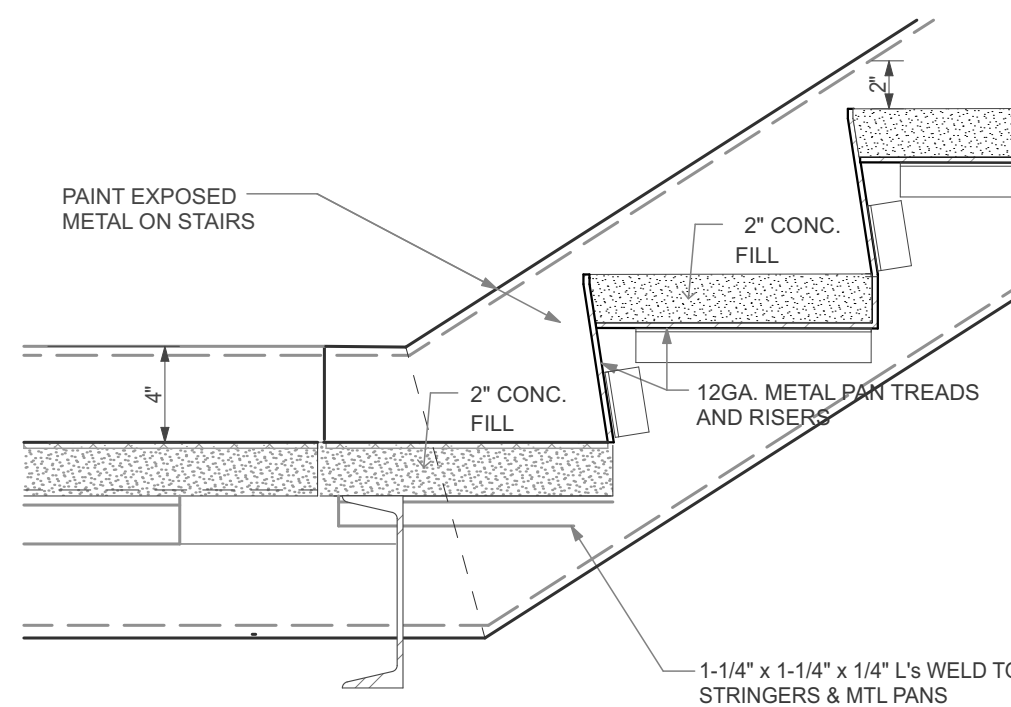 2"
PAINT EXPOSED
METAL ON STAIRS
2" CONC.
FILL
4"
2" CONC.
FILL
12GA. METAL PAN TREADS
AND RISERS
1-1/4" x 1-1/4" x 1/4" L's WELD TO
STRINGERS & MTL PANS